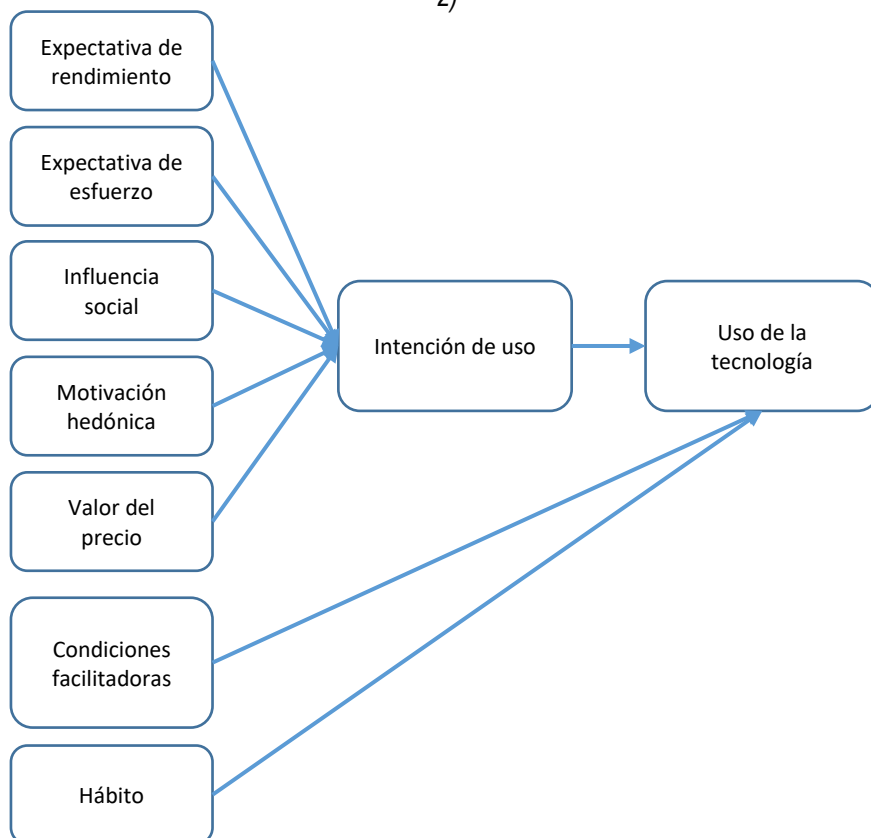 2)
Expectativa de
rendimiento
Expectativa de
esfuerzo
Influencia
social
Motivación
hedónica
Valor del
precio
Condiciones
facilitadoras
Hábito
Intención de uso
Uso de la
tecnología